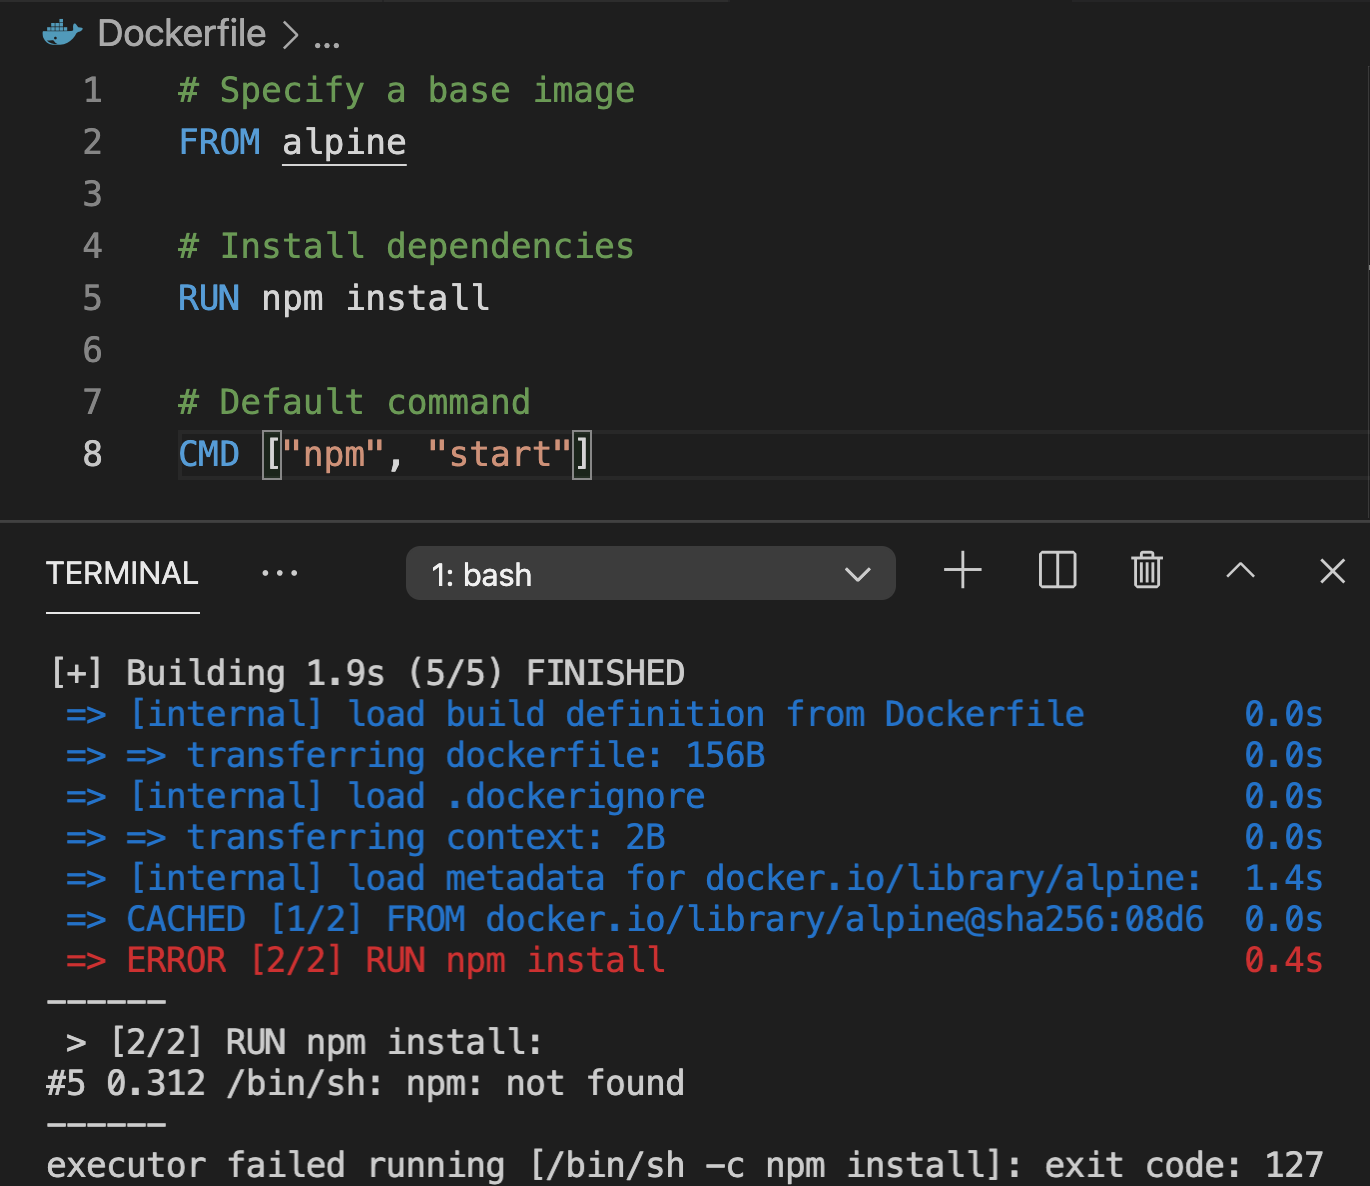 Dockerfile > ...
1 # Specify a base image
2 FROM alpine
3
4 # Install dependencies
5 RUN npm install
6
7 # Default command
8 CMD ["npm", "start"]
TERMINAL ... 1: bash
[+] Building 1.9s (5/5) FINISHED
=> [internal] load build definition from Dockerfile 0.0s
=> => transferring dockerfile: 156B 0.0s
=> [internal] load .dockerignore 0.0s
=> => transferring context: 2B 0.0s
=> [internal] load metadata for docker.io/library/alpine: 1.4s
=> CACHED [1/2] FROM docker.io/library/alpine@sha256:08d6 0.0s
=> ERROR [2/2] RUN npm install 0.4s
------
> [2/2] RUN npm install:
#5 0.312 /bin/sh: npm: not found
------
executor failed running [/bin/sh -c npm install]: exit code: 127